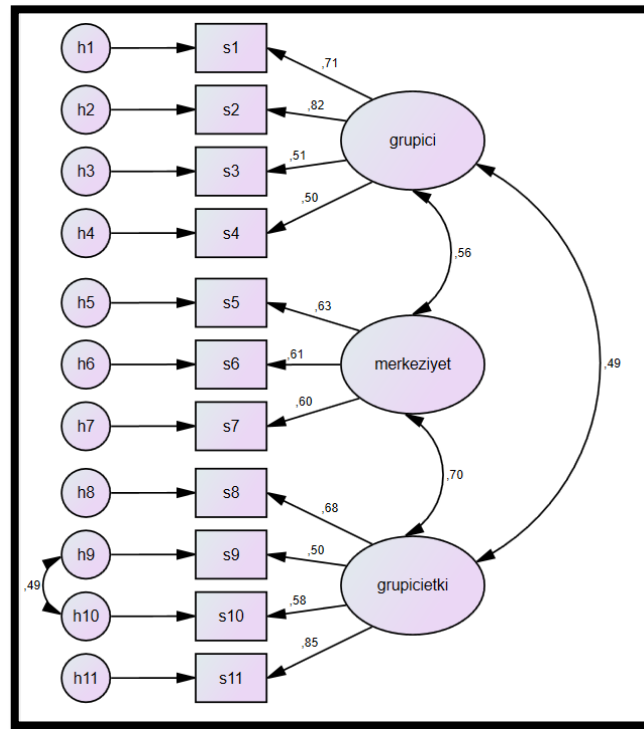 h1 s1
,71
h2 s2
,82
grupici
,51
h3 s3
,50
h4 s4
,56
h5 s5
,63
h6 s6
,61
merkeziyet
,49
h7 s7
,60
,70
h8 s8
,68
h9 s9
,50
,49
grupicietki
,58
h10 s10
,85
h11 s11